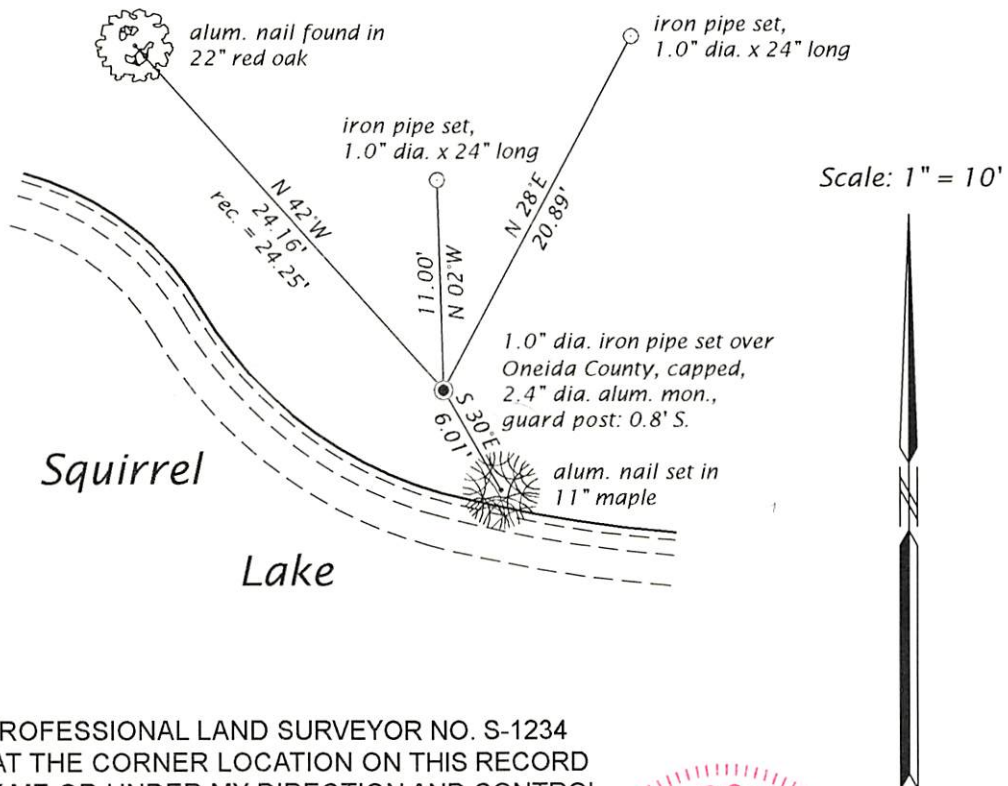 alum. nail found in
22" red oak
iron pipe set,
1.0" dia. x 24" long
iron pipe set,
1.0" dia. x 24" long
Scale: 1" = 10'
N 42°W
24.16'
rec. = 24.25'
11.00'
N 02°W
N 28°E
20.89'
1.0" dia. iron pipe set over
Oneida County, capped,
2.4" dia. alum. mon.,
guard post: 0.8' S.
S 30°E
6.01'
alum. nail set in
11" maple
Squirrel
Lake
ROFESSIONAL LAND SURVEYOR NO. S-1234
AT THE CORNER LOCATION ON THIS RECORD